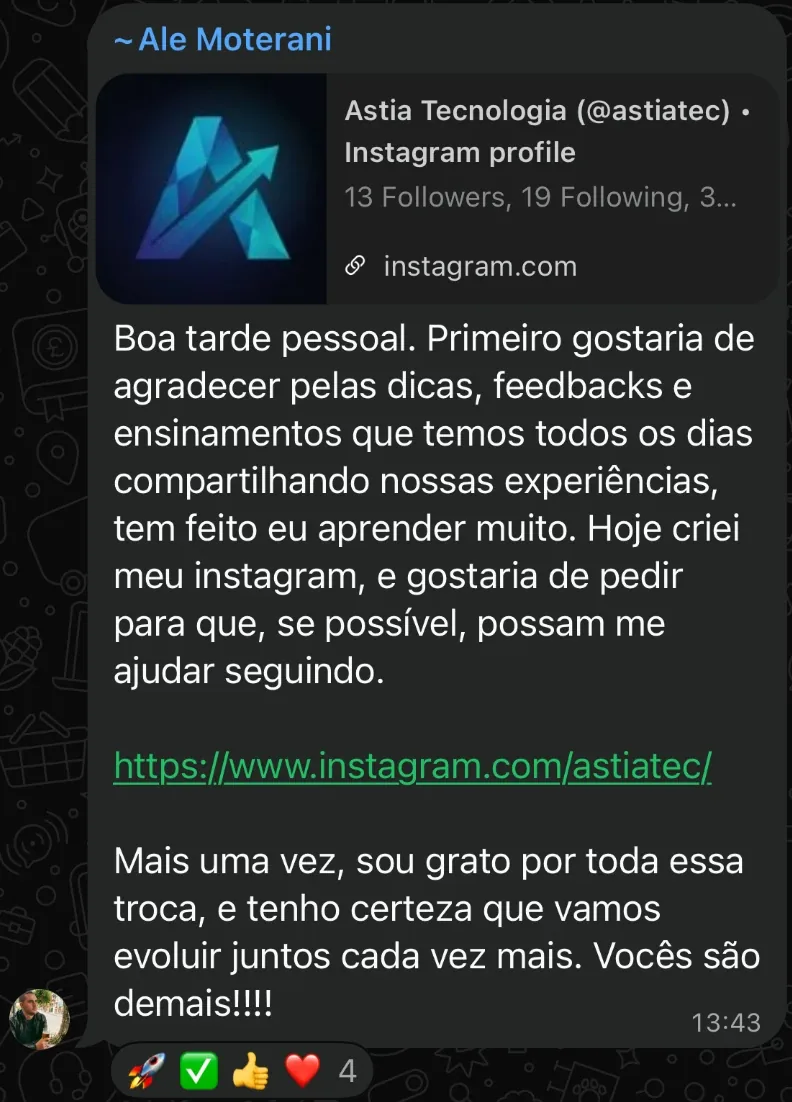 ~ Ale Moterani
Astia Tecnologia (@astiatec) •
Instagram profile
13 Followers, 19 Following, 3...
instagram.com
Boa tarde pessoal. Primeiro gostaria de
agradecer pelas dicas, feedbacks e
ensinamentos que temos todos os dias
compartilhando nossas experiências,
tem feito eu aprender muito. Hoje criei
meu instagram, e gostaria de pedir
para que, se possível, possam me
ajudar seguindo.
https://www.instagram.com/astiatec/
Mais uma vez, sou grato por toda essa
troca, e tenho certeza que vamos
evoluir juntos cada vez mais. Vocês são
demais!!!!
13:43
🚀 ✅ 👍 ❤️ 4